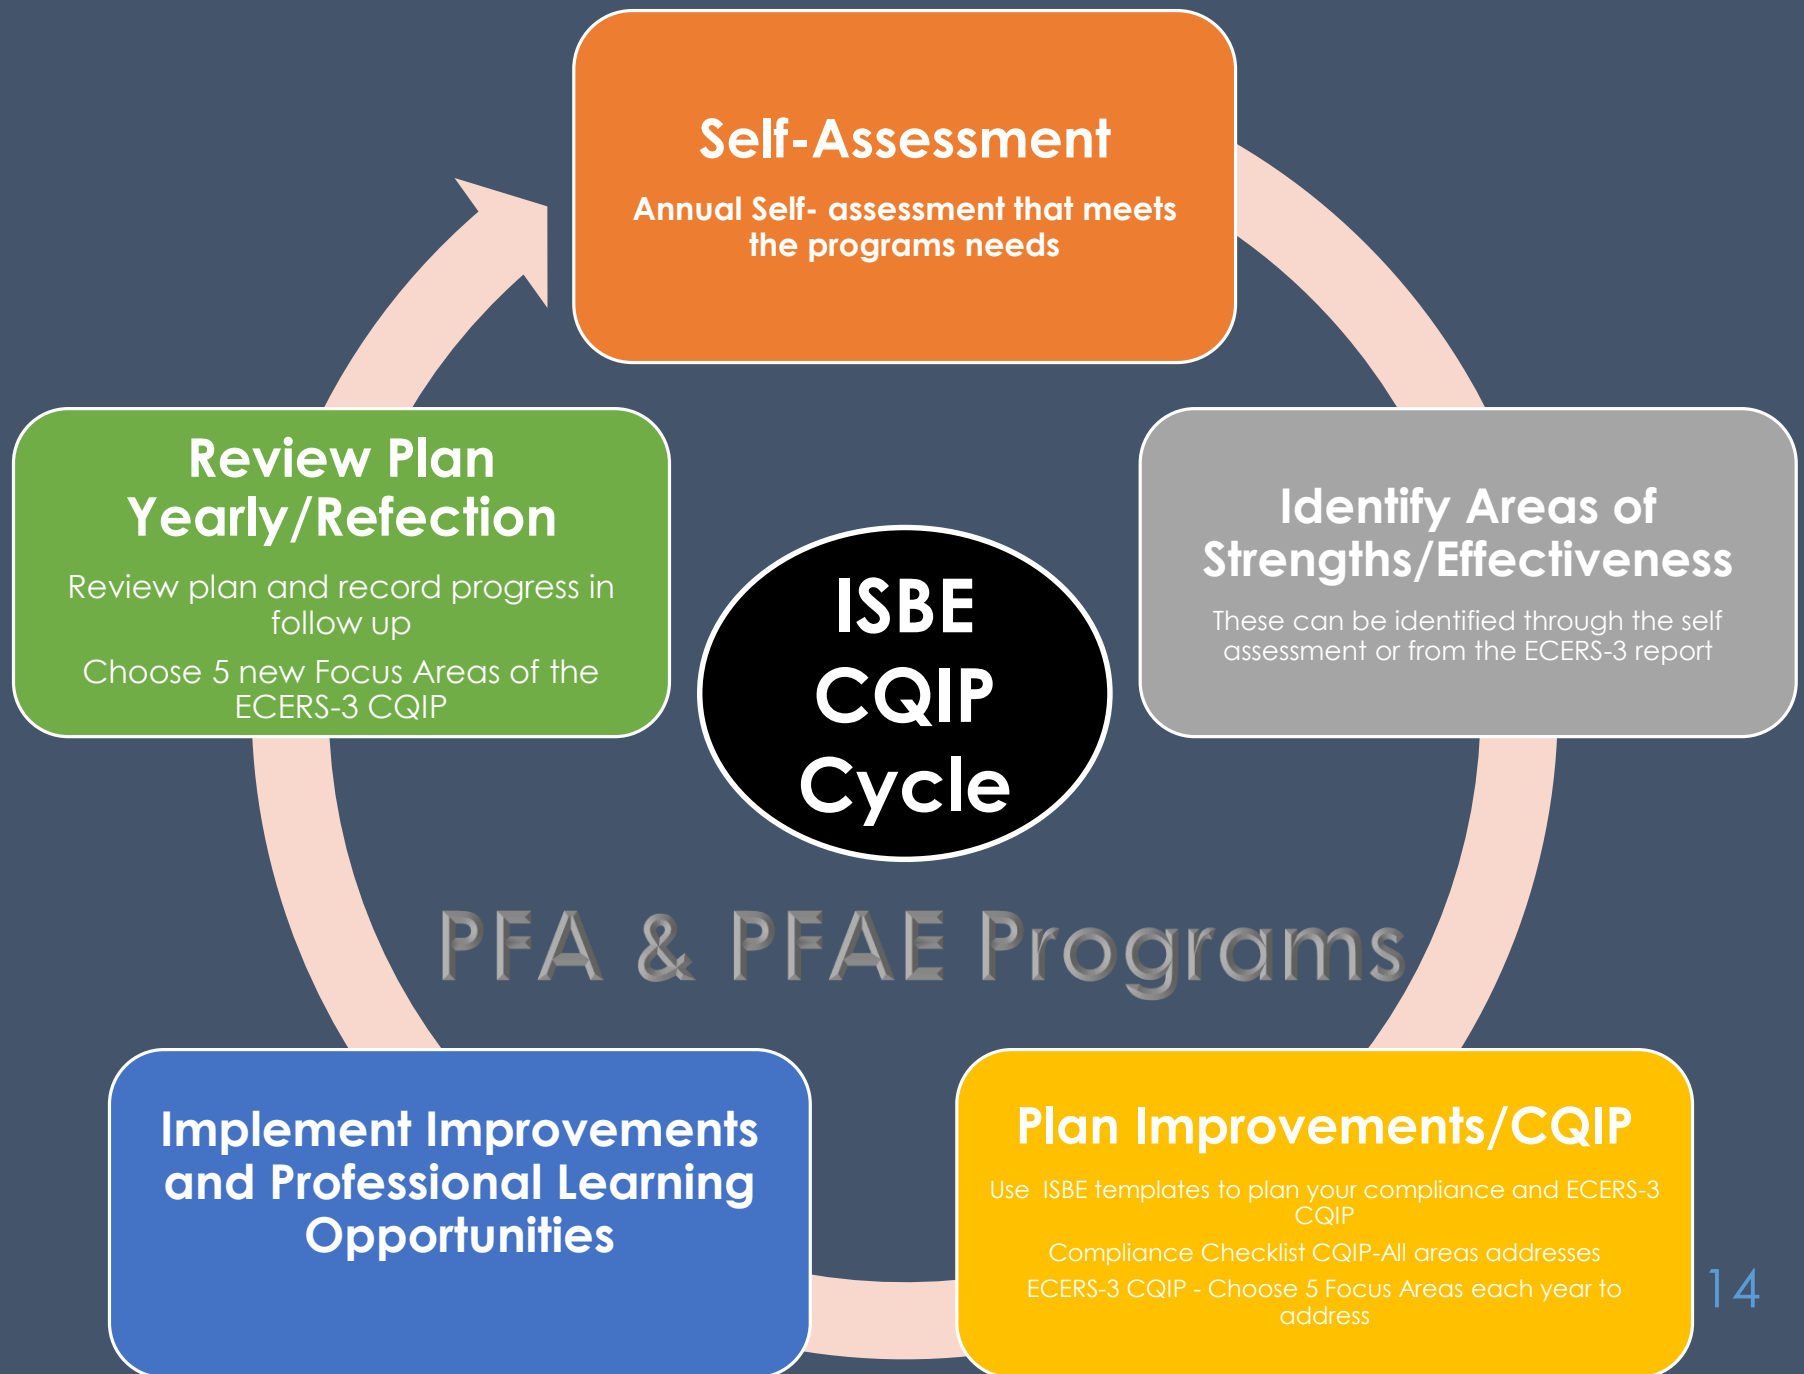 Self-Assessment
Annual Self- assessment that meets
the programs needs
Identify Areas of
Strengths/Effectiveness
These can be identified through the self
assessment or from the ECERS-3 report
Plan Improvements/CQIP
Use  ISBE templates to plan your compliance and ECERS-3
CQIP
Compliance Checklist CQIP-All areas addresses
ECERS-3 CQIP - Choose 5 Focus Areas each year to
address
Implement Improvements
and Professional Learning
Opportunities
Review Plan
Yearly/Refection
Review plan and record progress in
follow up
Choose 5 new Focus Areas of the
ECERS-3 CQIP
ISBE
CQIP
Cycle
PFA & PFAE Programs
14